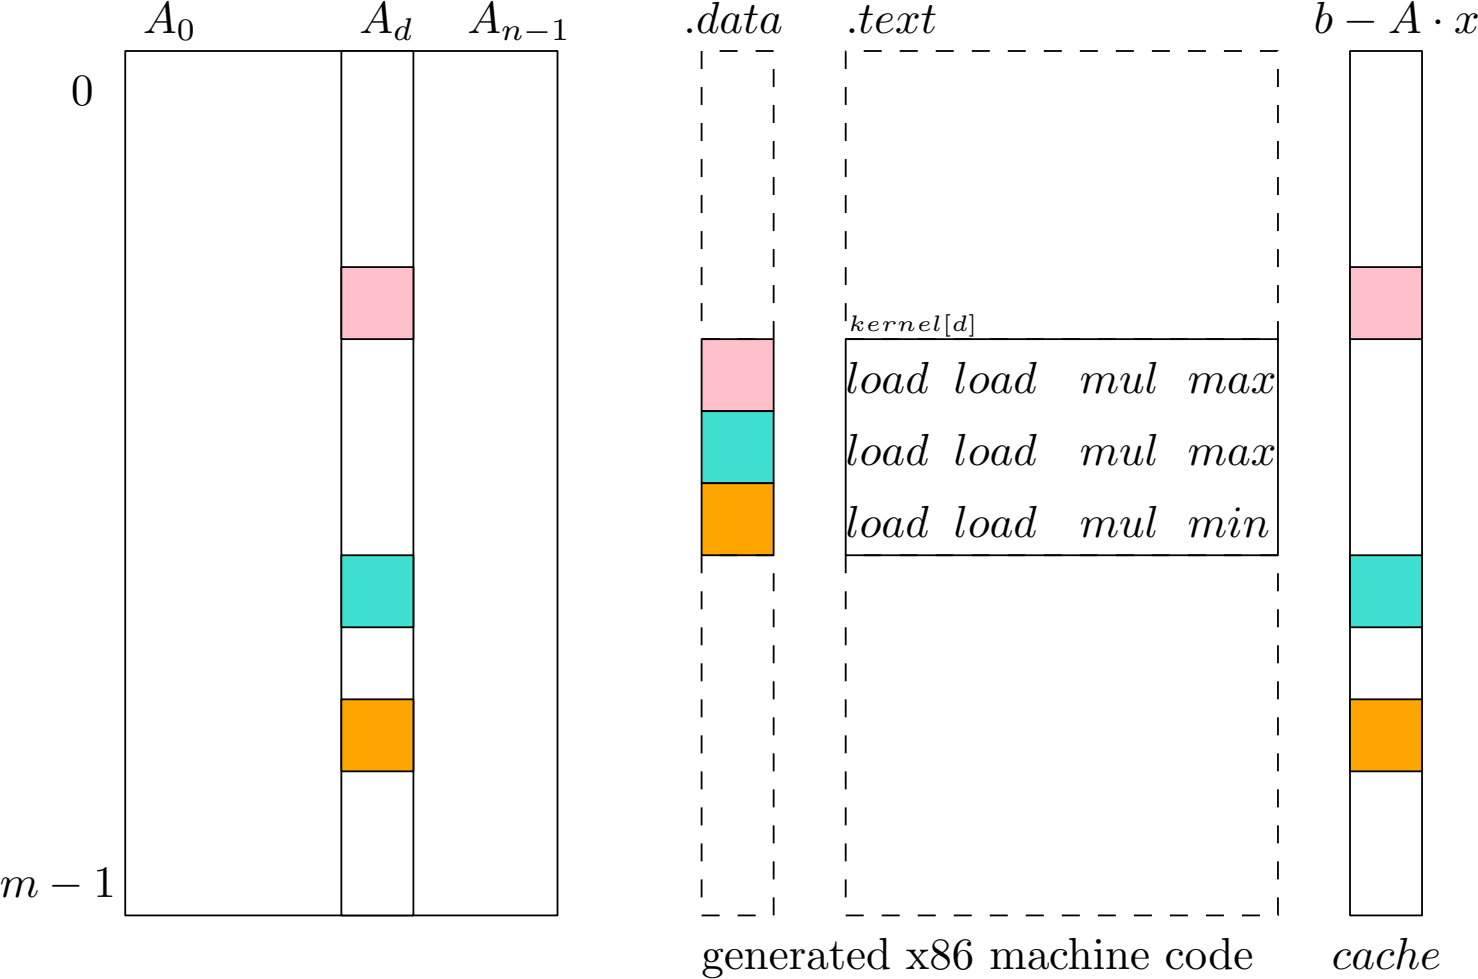 A_0 A_d A_{n-1} .data .text b − A · x
0
kernel[d]
load load mul max
load load mul max
load load mul min
m − 1
generated x86 machine code cache